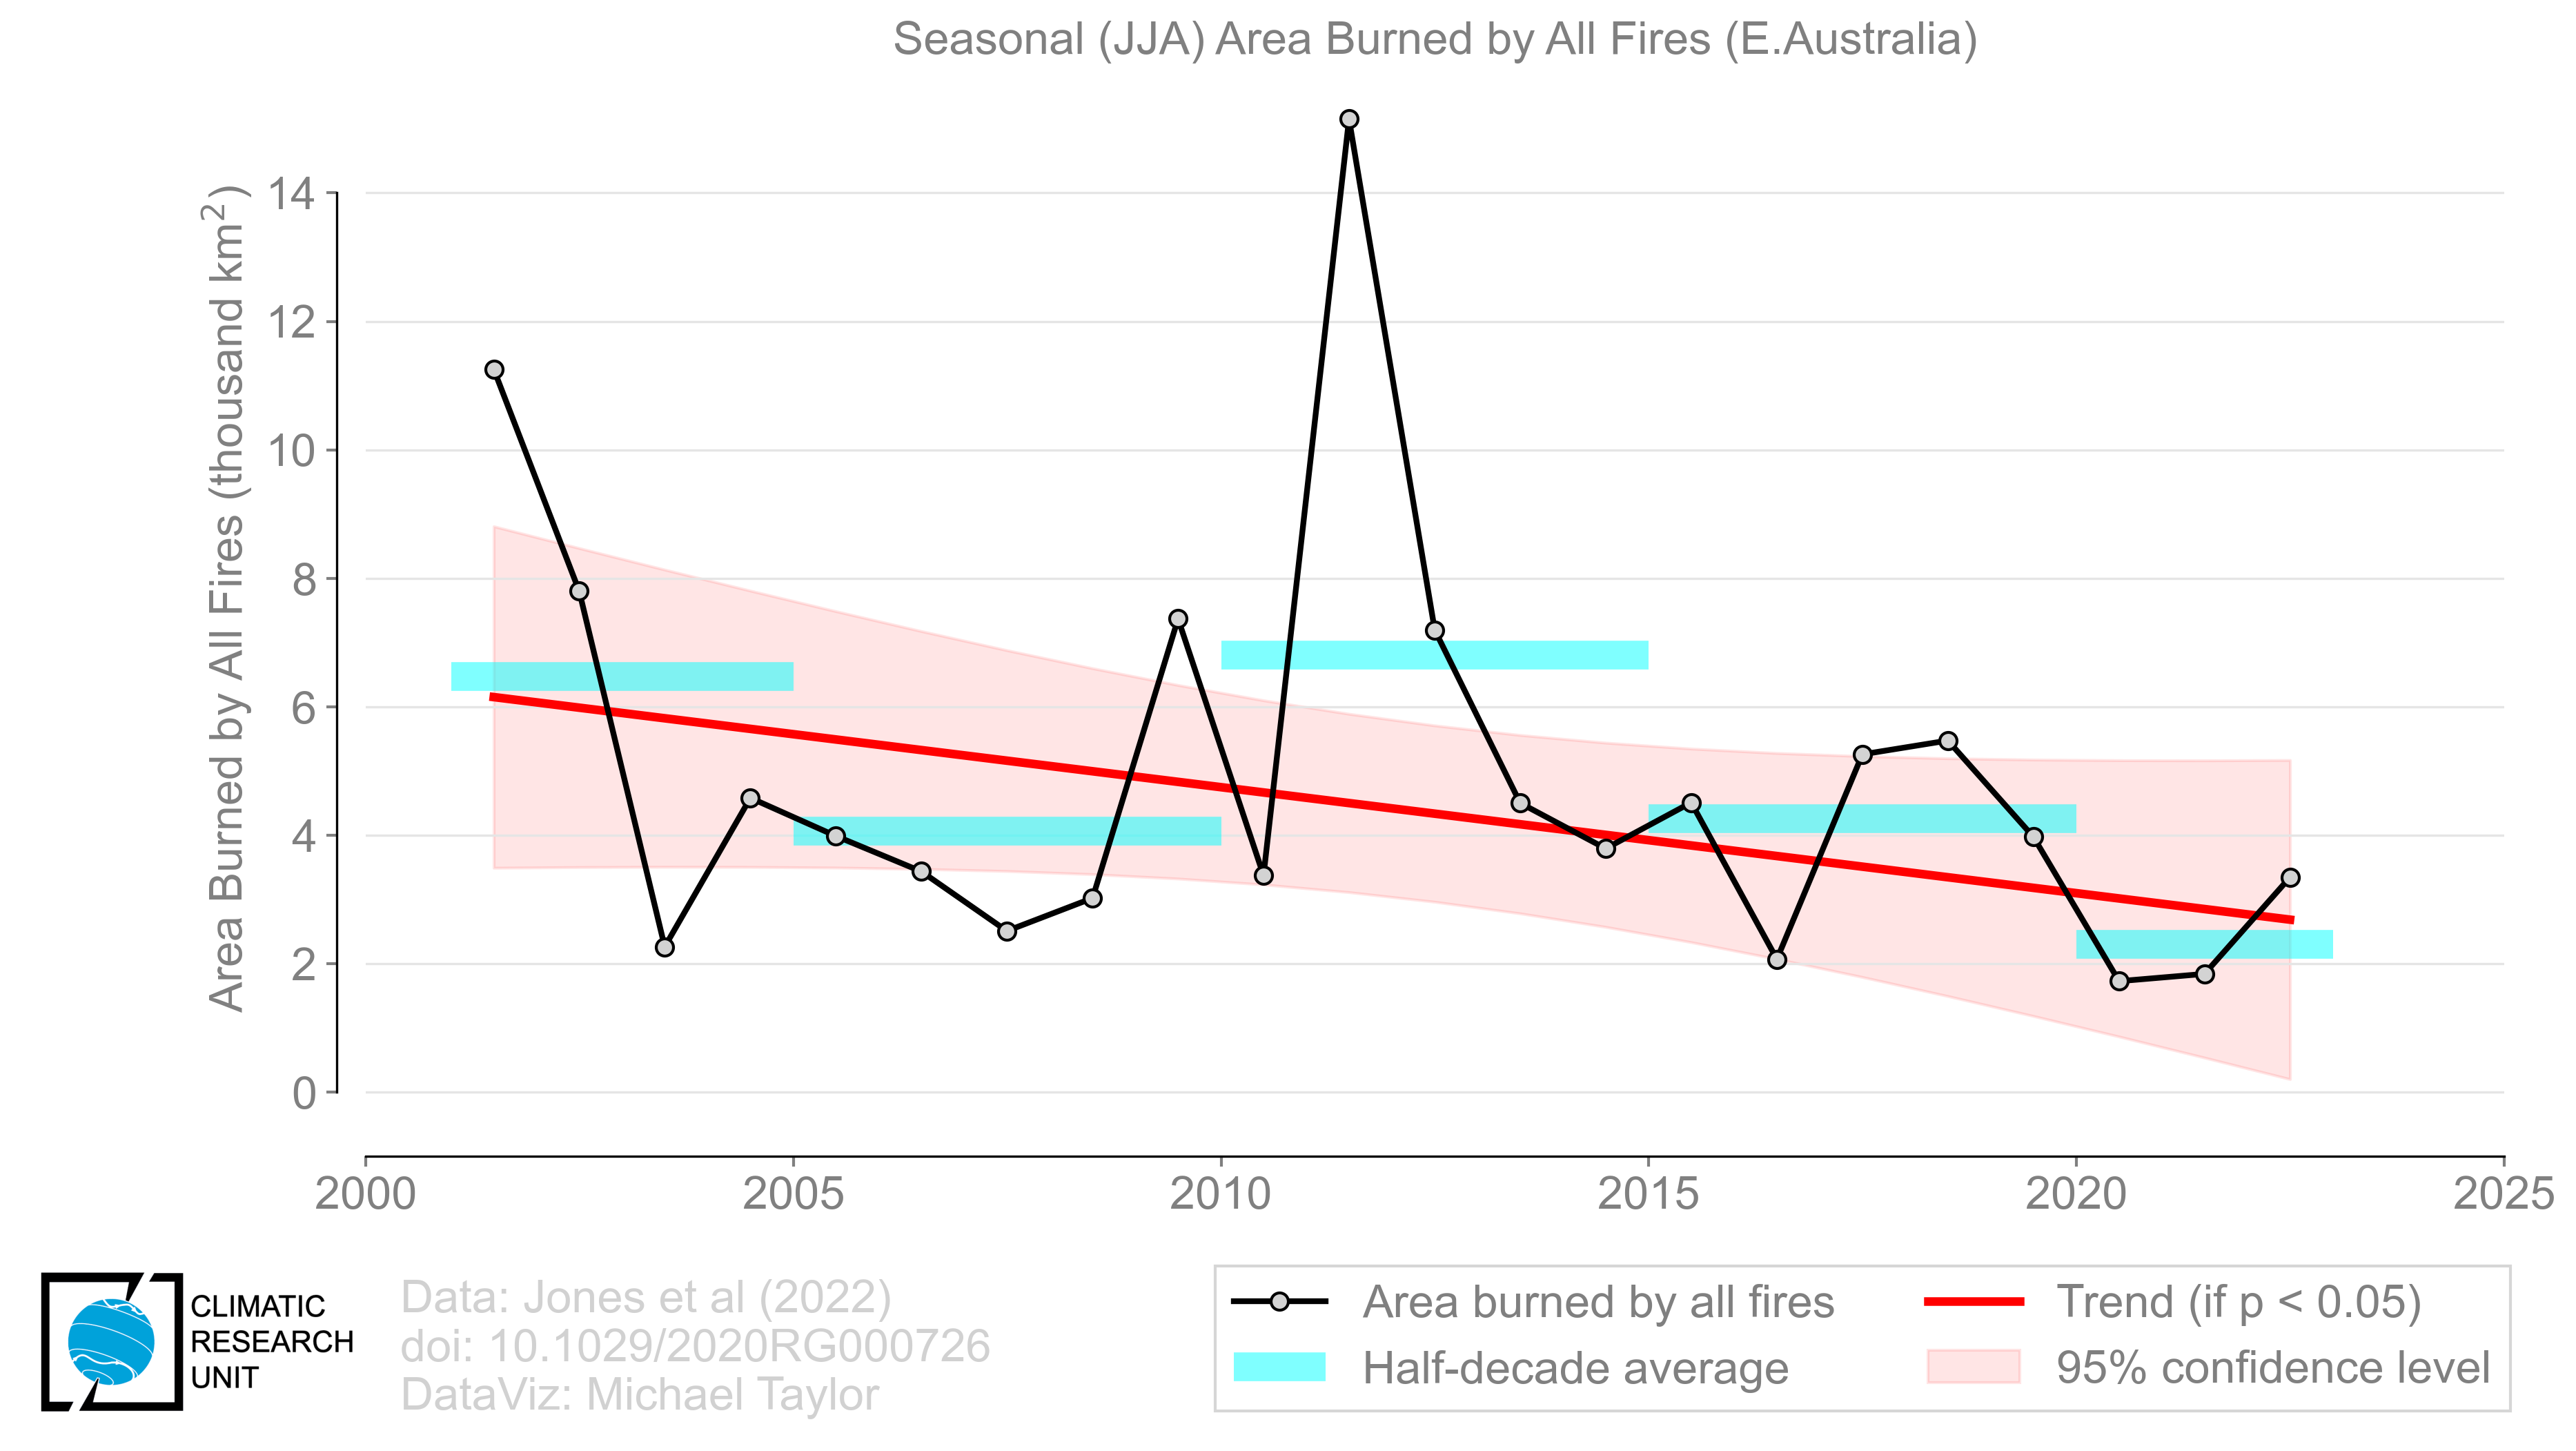 Seasonal (JJA) Area Burned by All Fires (E.Australia)
Area Burned by All Fires (thousand km²)
14
12
10
8
6
4
2
0
2000
2005
2010
2015
2020
2025
CLIMATIC
RESEARCH
UNIT
Data: Jones et al (2022)
doi: 10.1029/2020RG000726
DataViz: Michael Taylor
Area burned by all fires
Half-decade average
Trend (if p < 0.05)
95% confidence level